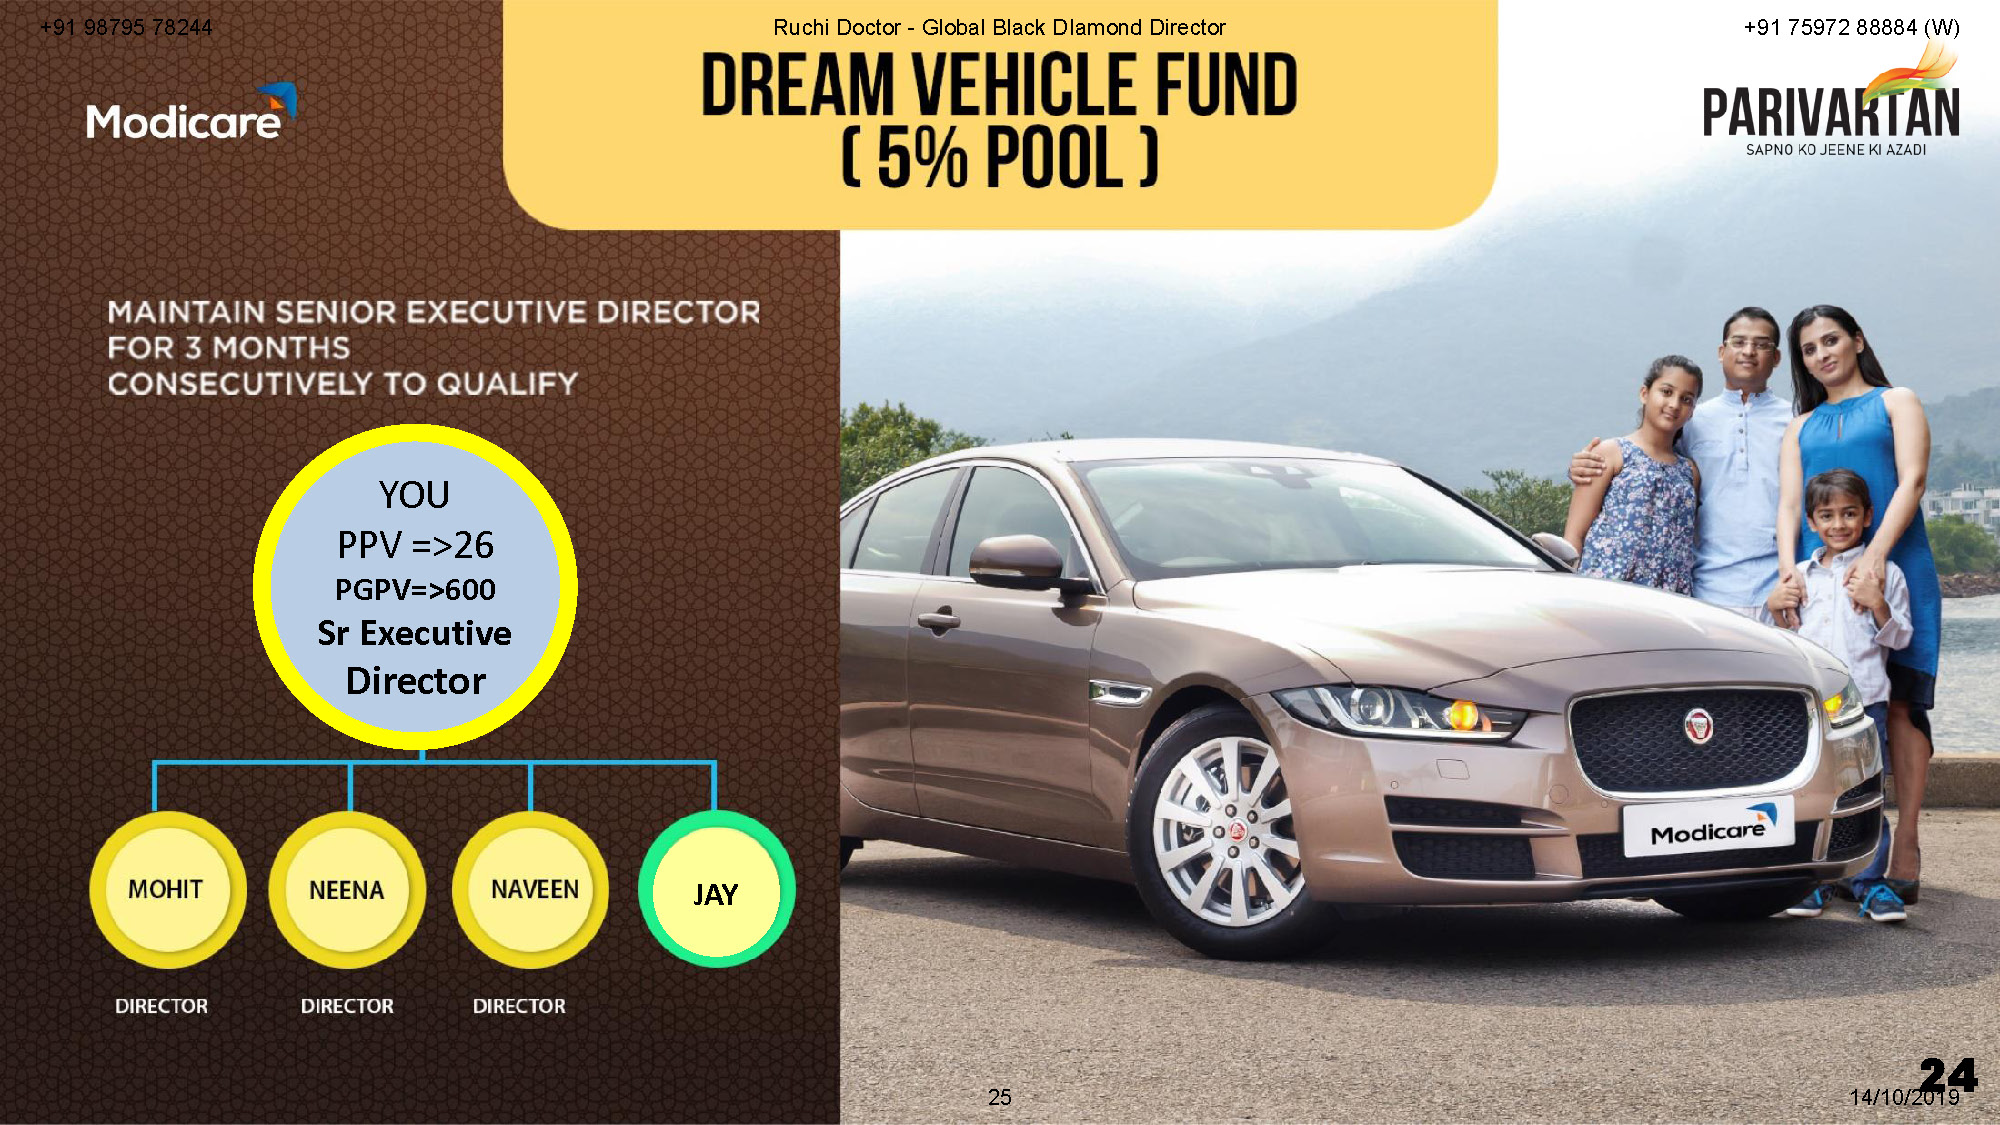 +91 98795 78244
Ruchi Doctor - Global Black DIamond Director
+91 75972 88884 (W)
DREAM VEHICLE FUND
( 5% POOL )
Modicare
PARIVARTAN
SAPNO KO JEENE KI AZADI
MAINTAIN SENIOR EXECUTIVE DIRECTOR
FOR 3 MONTHS
CONSECUTIVELY TO QUALIFY
YOU
PPV =>26
PGPV=>600
Sr Executive
Director
MOHIT
NEENA
NAVEEN
JAY
DIRECTOR
DIRECTOR
DIRECTOR
Modicare
24
25
14/10/2019